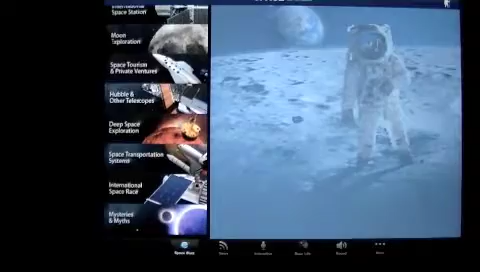 International
Space Station
Moon
Exploration
Space Tourism
& Private Ventures
Hubble &
Other Telescopes
Deep Space
Exploration
Space Transportation
Systems
International
Space Race
Mysteries
& Myths